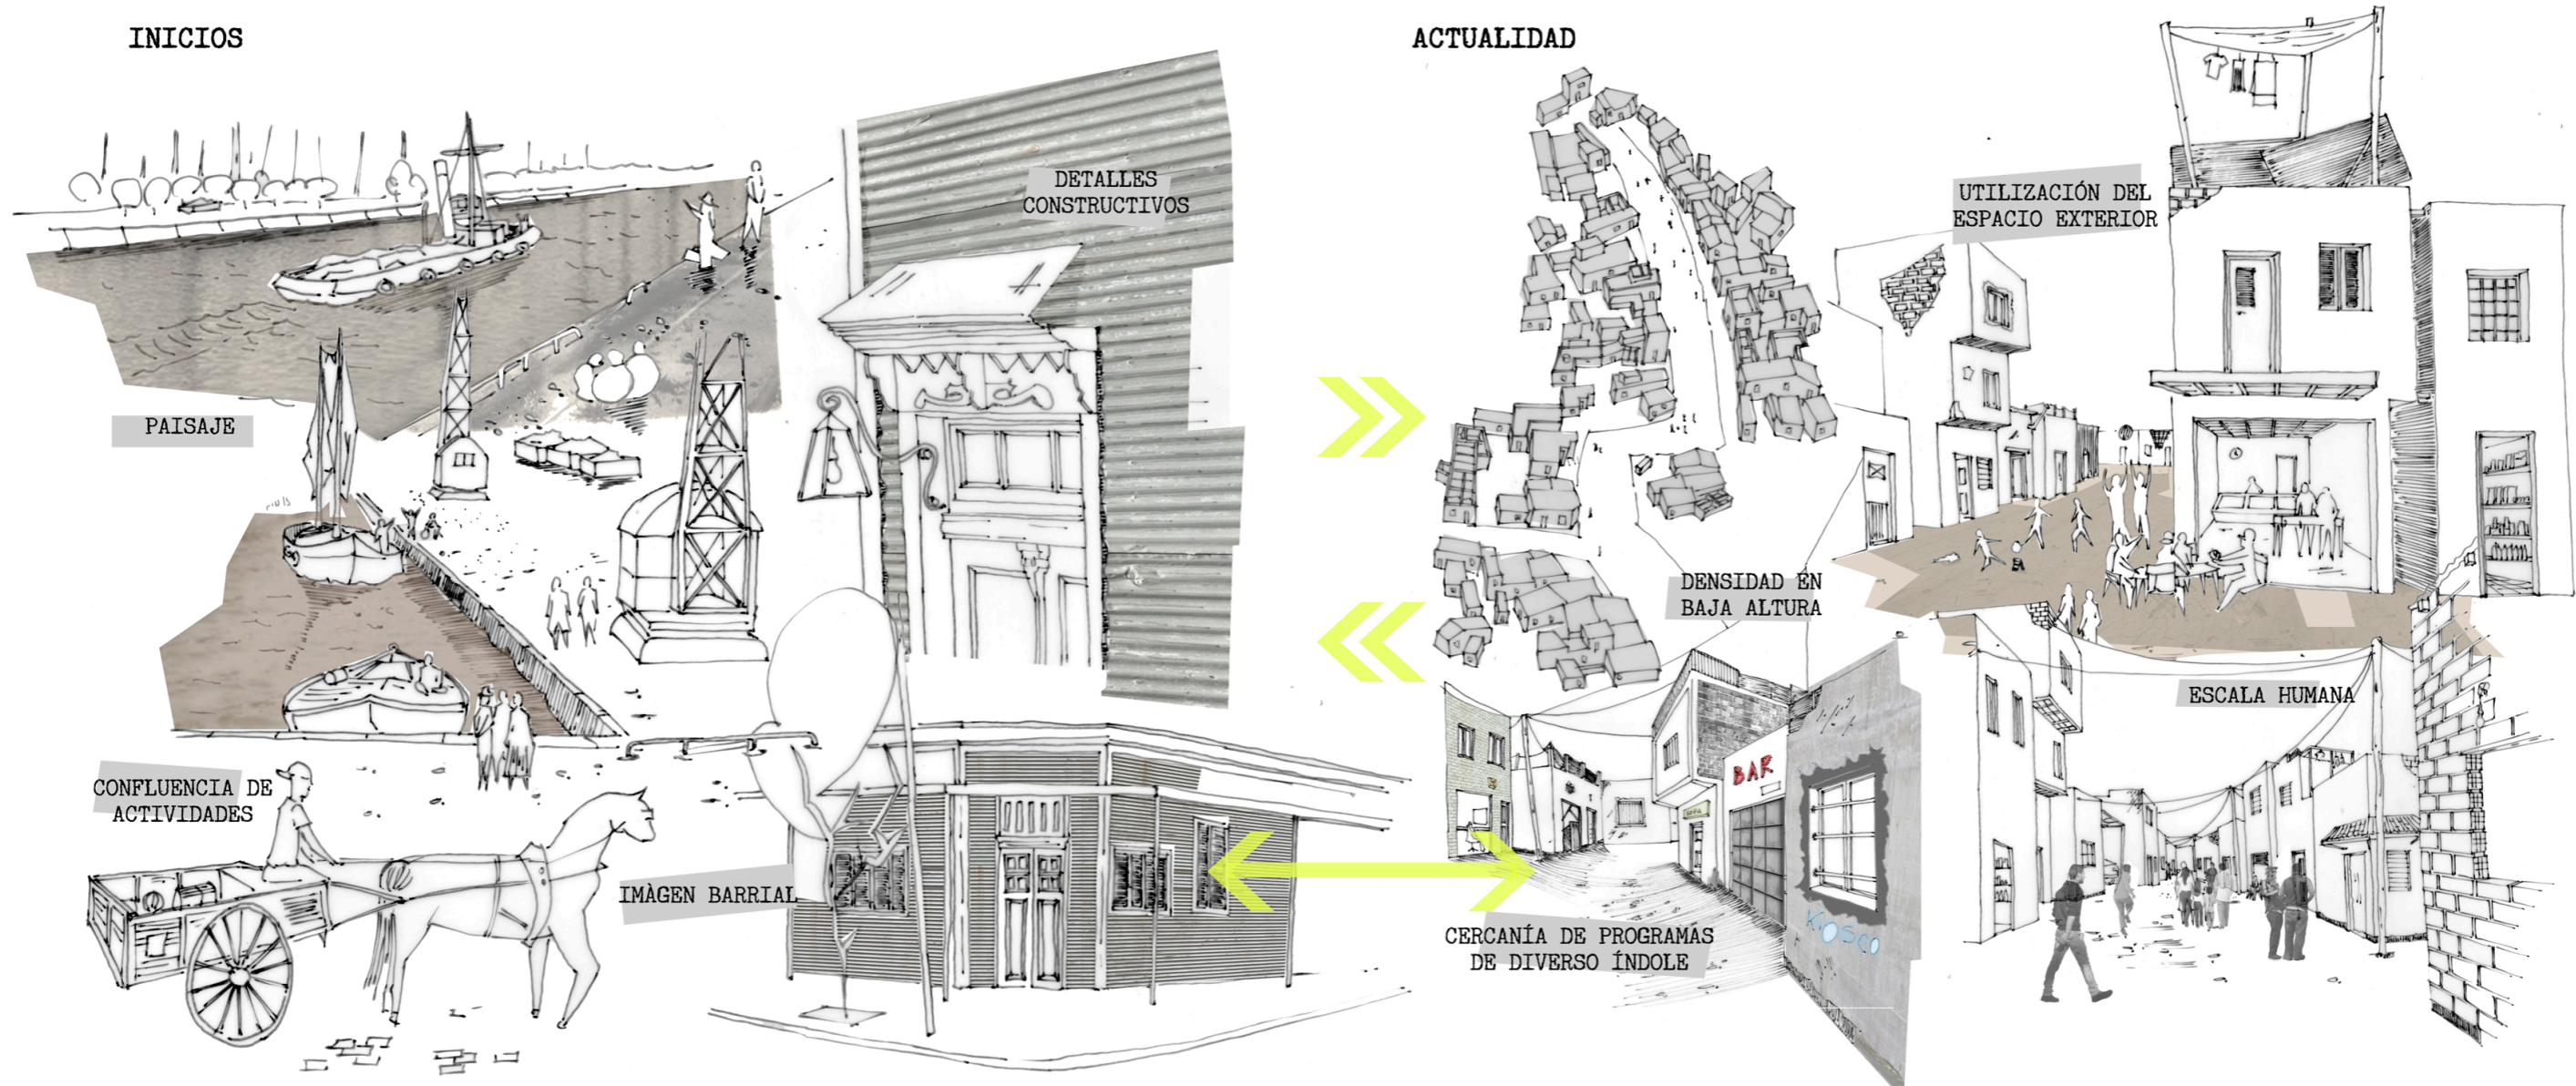 INICIOS
PAISAJE
CONFLUENCIA DE
ACTIVIDADES
DETALLES
CONSTRUCTIVOS
IMÀGEN BARRIAL
ACTUALIDAD
UTILIZACIÓN DEL
ESPACIO EXTERIOR
DENSIDAD EN
BAJA ALTURA
BAR
KIOSCO
CERCANÍA DE PROGRAMAS
DE DIVERSO ÍNDOLE
ESCALA HUMANA